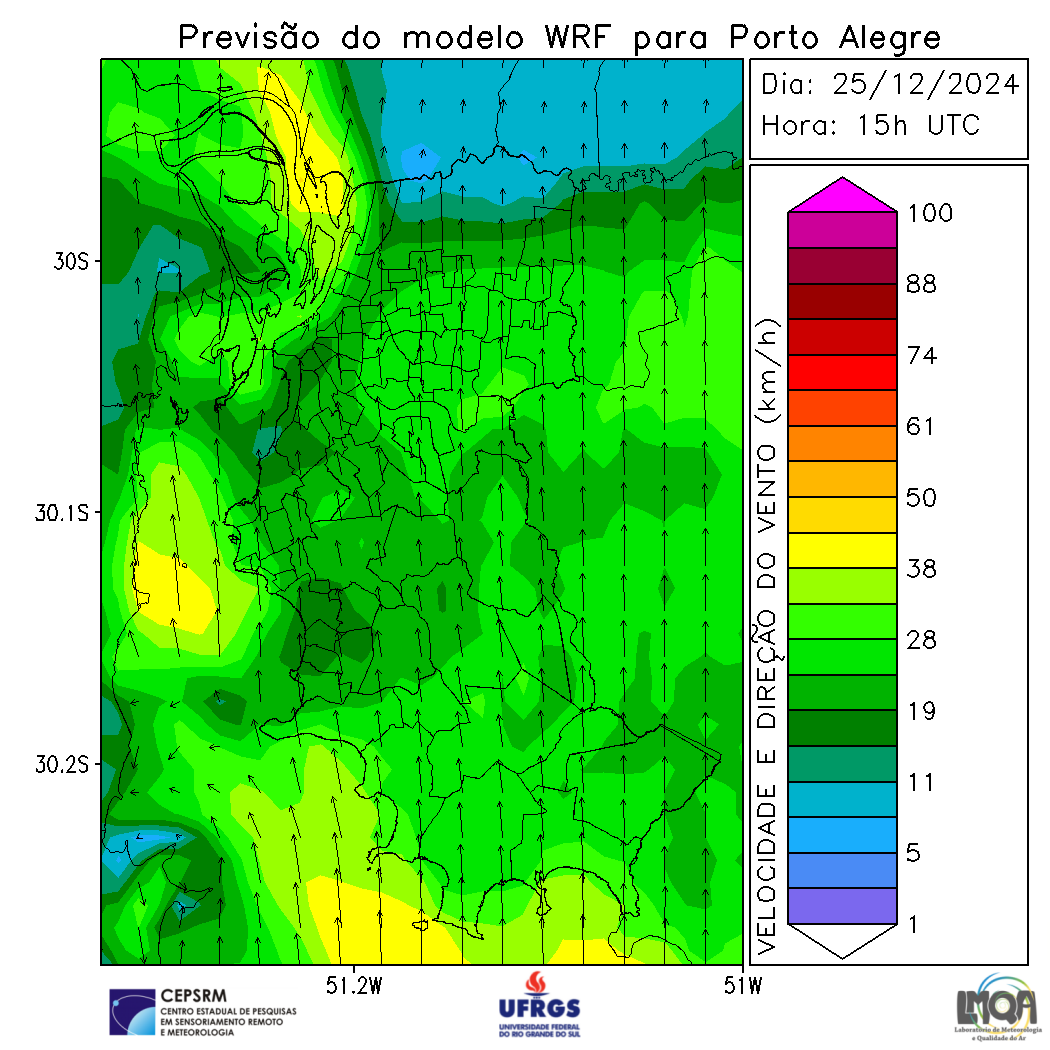 Previsão do modelo WRF para Porto Alegre
Dia: 25/12/2024
Hora: 15h UTC
30S
30.1S
30.2S
51.2W
51W
VELOCIDADE E DIREÇÃO DO VENTO (km/h)
100
88
74
61
50
38
28
19
11
5
1
CEPSRM
CENTRO ESTADUAL DE PESQUISAS
EM SENSORIAMENTO REMOTO
E METEOROLOGIA
UFRGS
UNIVERSIDADE FEDERAL
DO RIO GRANDE DO SUL
LMQA
Laboratório de Meteorologia
e Qualidade do Ar